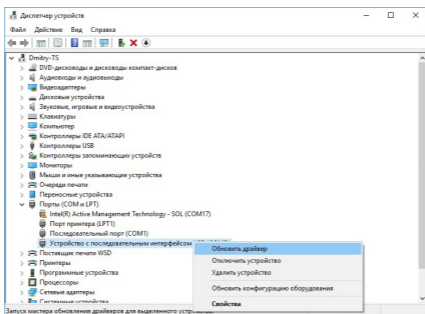 Диспетчер устройств
Файл Действие Вид Справка
Dmitry-TS
DVD-дисководы и дисководы компакт-дисков
Аудиовходы и аудиовыходы
Видеоадаптеры
Дисковые устройства
Звуковые, игровые и видеоустройства
Клавиатуры
Компьютер
Контроллеры IDE ATA/ATAPI
Контроллеры USB
Контроллеры запоминающих устройств
Мониторы
Мыши и иные указывающие устройства
Очереди печати
Переносные устройства
Порты (COM и LPT)
Intel(R) Active Management Technology - SOL (COM17)
Порт принтера (LPT1)
Последовательный порт (COM1)
Устройство с последовательным интерфейсом
Обновить драйвер
Поставщик печати WSD
Отключить устройство
Принтеры
Удалить устройство
Программные устройства
Процессоры
Обновить конфигурацию оборудования
Сетевые адаптеры
Свойства
Системные устройства
Запуск мастера обновления драйверов для выделенного